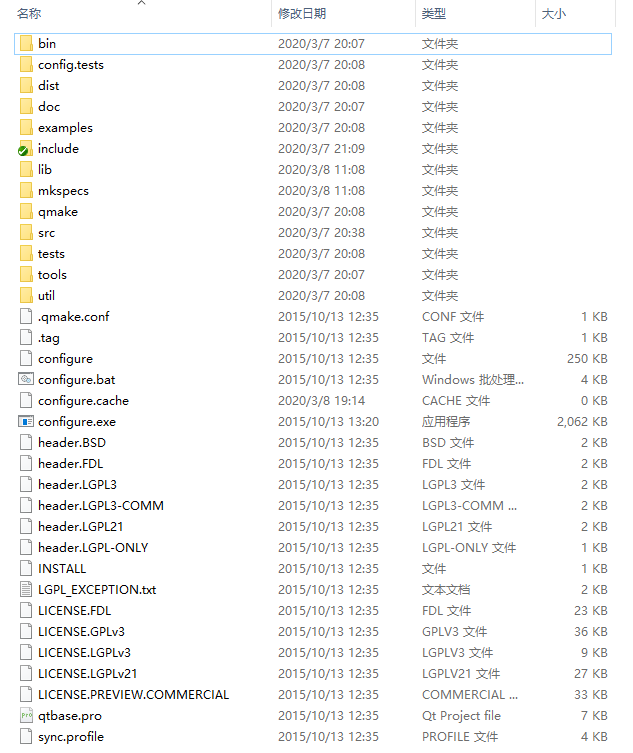 名称 修改日期 类型 大小
bin 2020/3/7 20:07 文件夹
config.tests 2020/3/7 20:08 文件夹
dist 2020/3/7 20:08 文件夹
doc 2020/3/7 20:07 文件夹
examples 2020/3/7 20:08 文件夹
include 2020/3/7 21:09 文件夹
lib 2020/3/8 11:08 文件夹
mkspecs 2020/3/8 11:08 文件夹
qmake 2020/3/7 20:08 文件夹
src 2020/3/7 20:38 文件夹
tests 2020/3/7 20:08 文件夹
tools 2020/3/7 20:07 文件夹
util 2020/3/7 20:08 文件夹
.qmake.conf 2015/10/13 12:35 CONF 文件 1 KB
.tag 2015/10/13 12:35 TAG 文件 1 KB
configure 2015/10/13 12:35 文件 250 KB
configure.bat 2015/10/13 12:35 Windows 批处理... 4 KB
configure.cache 2020/3/8 19:14 CACHE 文件 0 KB
configure.exe 2015/10/13 13:20 应用程序 2,062 KB
header.BSD 2015/10/13 12:35 BSD 文件 2 KB
header.FDL 2015/10/13 12:35 FDL 文件 2 KB
header.LGPL3 2015/10/13 12:35 LGPL3 文件 2 KB
header.LGPL3-COMM 2015/10/13 12:35 LGPL3-COMM ... 2 KB
header.LGPL21 2015/10/13 12:35 LGPL21 文件 2 KB
header.LGPL-ONLY 2015/10/13 12:35 LGPL-ONLY 文件 1 KB
INSTALL 2015/10/13 12:35 文件 1 KB
LGPL_EXCEPTION.txt 2015/10/13 12:35 文本文档 2 KB
LICENSE.FDL 2015/10/13 12:35 FDL 文件 23 KB
LICENSE.GPLv3 2015/10/13 12:35 GPLV3 文件 36 KB
LICENSE.LGPLv3 2015/10/13 12:35 LGPLV3 文件 9 KB
LICENSE.LGPLv21 2015/10/13 12:35 LGPLV21 文件 27 KB
LICENSE.PREVIEW.COMMERCIAL 2015/10/13 12:35 COMMERCIAL ... 33 KB
qtbase.pro 2015/10/13 12:35 Qt Project file 7 KB
sync.profile 2015/10/13 12:35 PROFILE 文件 4 KB